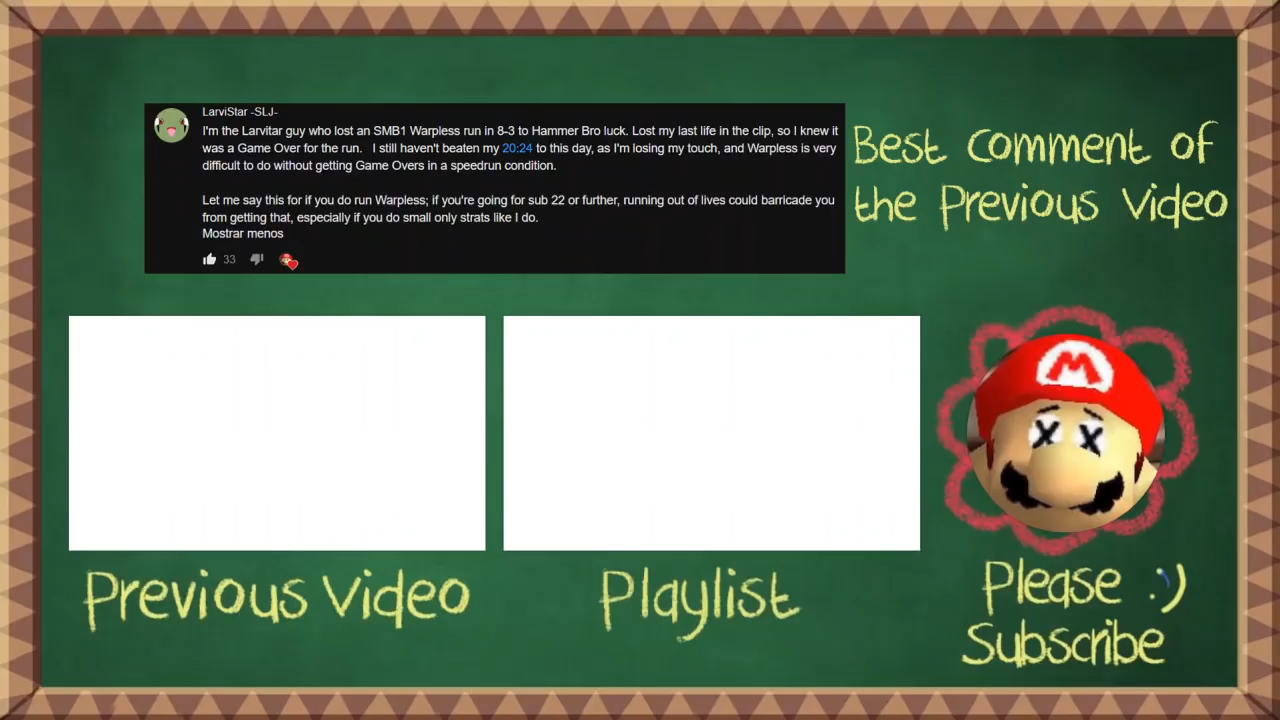 LarviStar -SLJ-
I'm the Larvitar guy who lost an SMB1 Warpless run in 8-3 to Hammer Bro luck. Lost my last life in the clip, so I knew it
was a Game Over for the run. I still haven't beaten my 20:24 to this day, as I'm losing my touch, and Warpless is very
difficult to do without getting Game Overs in a speedrun condition.
Let me say this for if you do run Warpless; if you're going for sub 22 or further, running out of lives could barricade you
from getting that, especially if you do small only strats like I do.
Mostrar menos
33
Best Comment of
the Previous Video
M
Previous Video
Playlist
Please :)
Subscribe